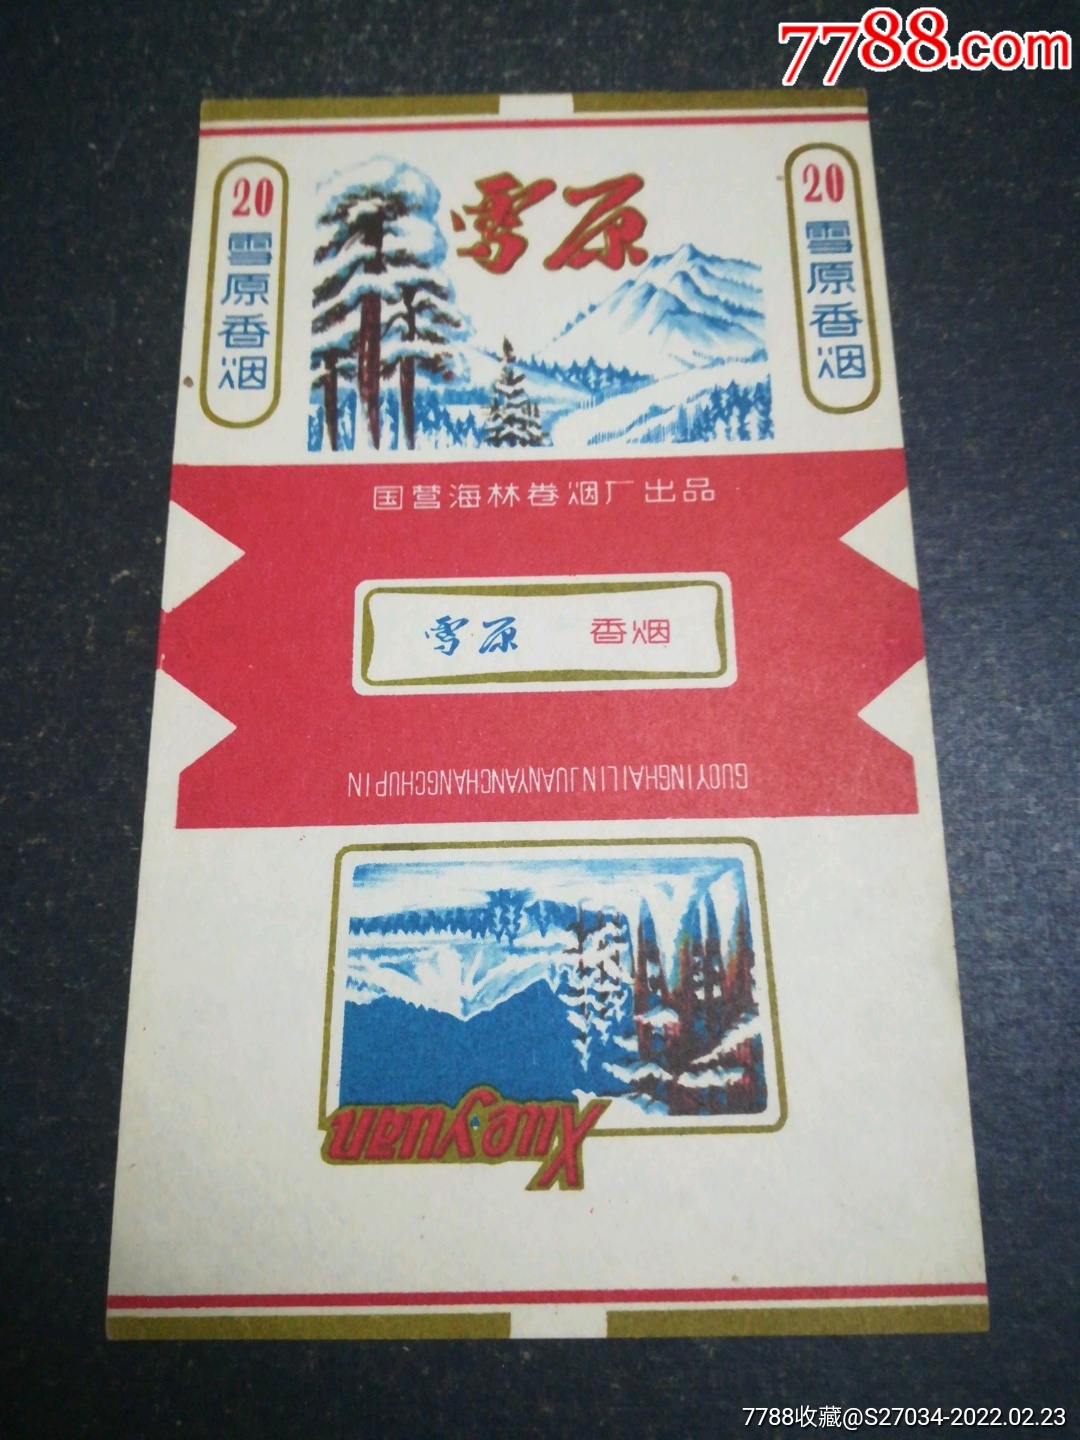 7788.com
雪原
20
雪原香烟
20
雪原香烟
国营海林卷烟厂出品
雪原 香烟
GUOYINGHAILINJUANYANCHANGCHUPIN
Xueyuan
7788收藏@S27034-2022.02.23